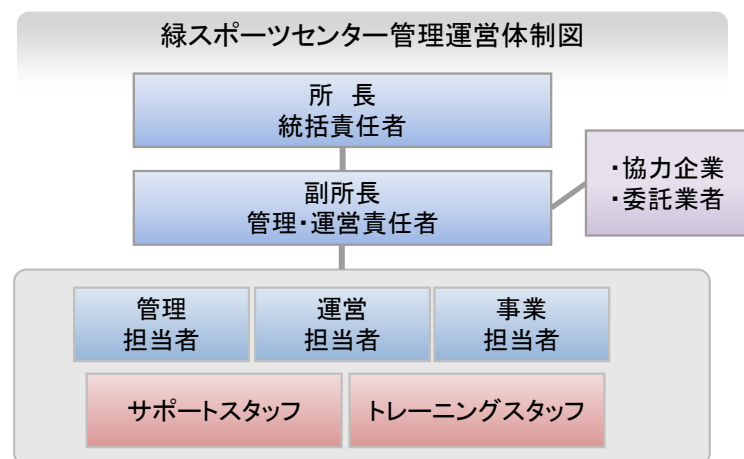 緑スポーツセンター管理運営体制図
所　長
統括責任者
副所長
管理・運営責任者
・協力企業
・委託業者
管理
担当者
運営
担当者
事業
担当者
サポートスタッフ
トレーニングスタッフ